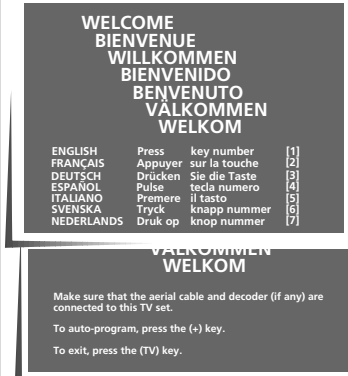 WELCOME
BIENVENUE
WILLKOMMEN
BIENVENIDO
BENVENUTO
VÄLKOMMEN
WELKOM
ENGLISH Press key number [1]
FRANÇAIS Appuyer sur la touche [2]
DEUTSCH Drücken Sie die Taste [3]
ESPAÑOL Pulse tecla numero [4]
ITALIANO Premere il tasto [5]
SVENSKA Tryck knapp nummer [6]
NEDERLANDS Druk op knop nummer [7]
VÄLKOMMEN
WELKOM
Make sure that the aerial cable and decoder (if any) are
connected to this TV set.
To auto-program, press the (+) key.
To exit, press the (TV) key.